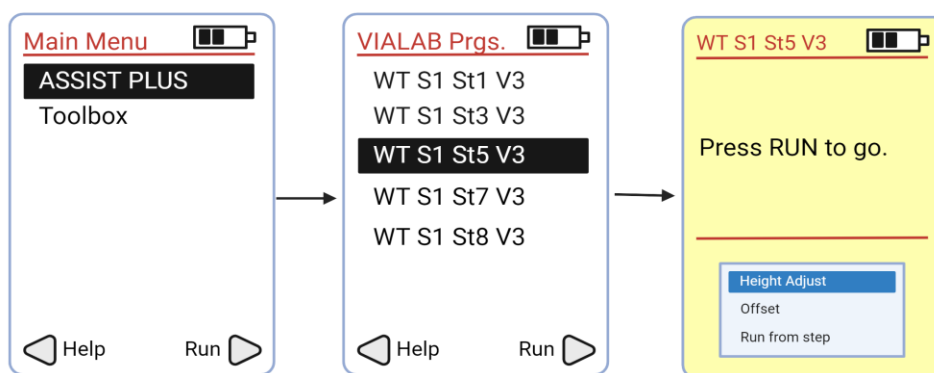 Main Menu
ASSIST PLUS
Toolbox
Help
Run
VIALAB Prgs.
WT S1 St1 V3
WT S1 St3 V3
WT S1 St5 V3
WT S1 St7 V3
WT S1 St8 V3
Help
Run
WT S1 St5 V3
Press RUN to go.
Height Adjust
Offset
Run from step